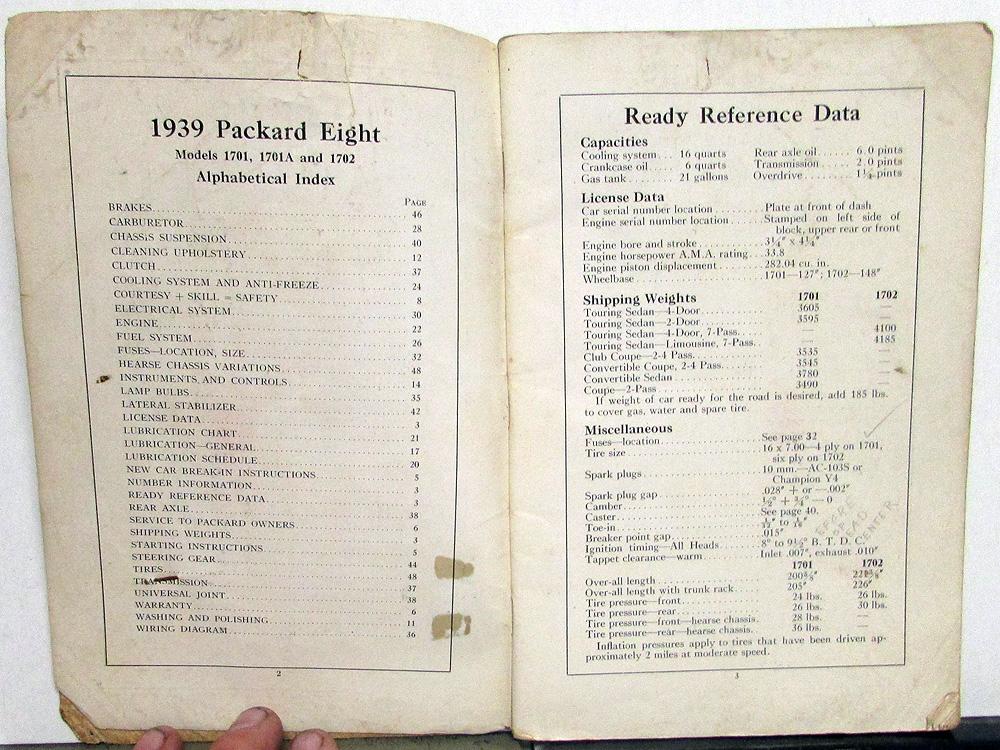 1939 Packard Eight
Models 1701, 1701A and 1702
Alphabetical Index
PAGE
BRAKES 46
CARBURETOR 28
CHASSIS SUSPENSION 40
CLEANING UPHOLSTERY 12
CLUTCH 37
COOLING SYSTEM AND ANTI-FREEZE 24
COURTESY + SKILL = SAFETY 8
ELECTRICAL SYSTEM 30
ENGINE 22
FUEL SYSTEM 26
FUSES—LOCATION, SIZE 32
HEARSE CHASSIS VARIATIONS 48
INSTRUMENTS AND CONTROLS 14
LAMP BULBS 35
LATERAL STABILIZER 42
LICENSE DATA 3
LUBRICATION CHART 21
LUBRICATION—GENERAL 17
LUBRICATION SCHEDULE 20
NEW CAR BREAK-IN INSTRUCTIONS 5
NUMBER INFORMATION 3
READY REFERENCE DATA 3
REAR AXLE 38
SERVICE TO PACKARD OWNERS 6
SHIPPING WEIGHTS 3
STARTING INSTRUCTIONS 5
STEERING GEAR 44
TIRES 48
TRANSMISSION 37
UNIVERSAL JOINT 38
WARRANTY 6
WASHING AND POLISHING 11
WIRING DIAGRAM 36
2
Ready Reference Data
Capacities
Cooling system 16 quarts Rear axle oil 6.0 pints
Crankcase oil 6 quarts Transmission 2.0 pints
Gas tank 21 gallons Overdrive 1¼ pints
License Data
Car serial number location Plate at front of dash
Engine serial number location Stamped on left side of
block, upper rear or front
Engine bore and stroke 3¼" x 4¼"
Engine horsepower A.M.A. rating 33.8
Engine piston displacement 282.04 cu. in.
Wheelbase 1701—127"; 1702—148"
Shipping Weights 1701 1702
Touring Sedan—4-Door 3605 —
Touring Sedan—2-Door 3595 —
Touring Sedan—4-Door, 7-Pass. — 4100
Touring Sedan—Limousine, 7-Pass. — 4185
Club Coupe—2-4 Pass. 3535
Convertible Coupe, 2-4 Pass. 3545
Convertible Sedan 3780 —
Coupe—2-Pass 3490 —
If weight of car ready for the road is desired, add 185 lbs.
to cover gas, water and spare tire.
Miscellaneous
Fuses—location See page 32
Tire size 16 x 7.00—4 ply on 1701,
six ply on 1702
Spark plugs 10 mm.—AC-103S or
Champion Y4
Spark plug gap .028" + or —.002"
Camber ½° + ¾° — 0
Caster See page 40.
Toe-in to
Breaker point gap .015"
Ignition timing—All Heads 8° to 9½° B. T. D. C.
Tappet clearance—warm Inlet .007", exhaust .010"
BEFORE
DEAD
CENTER
1701 1702
Over-all length 200⅝"
Over-all length with trunk rack 205" 226"
Tire pressure—front 24 lbs. 26 lbs.
Tire pressure—rear 26 lbs. 30 lbs.
Tire pressure—front—hearse chassis 28 lbs. —
Tire pressure—rear—hearse chassis. 36 lbs. —
Inflation pressures apply to tires that have been driven ap-
proximately 2 miles at moderate speed.
3